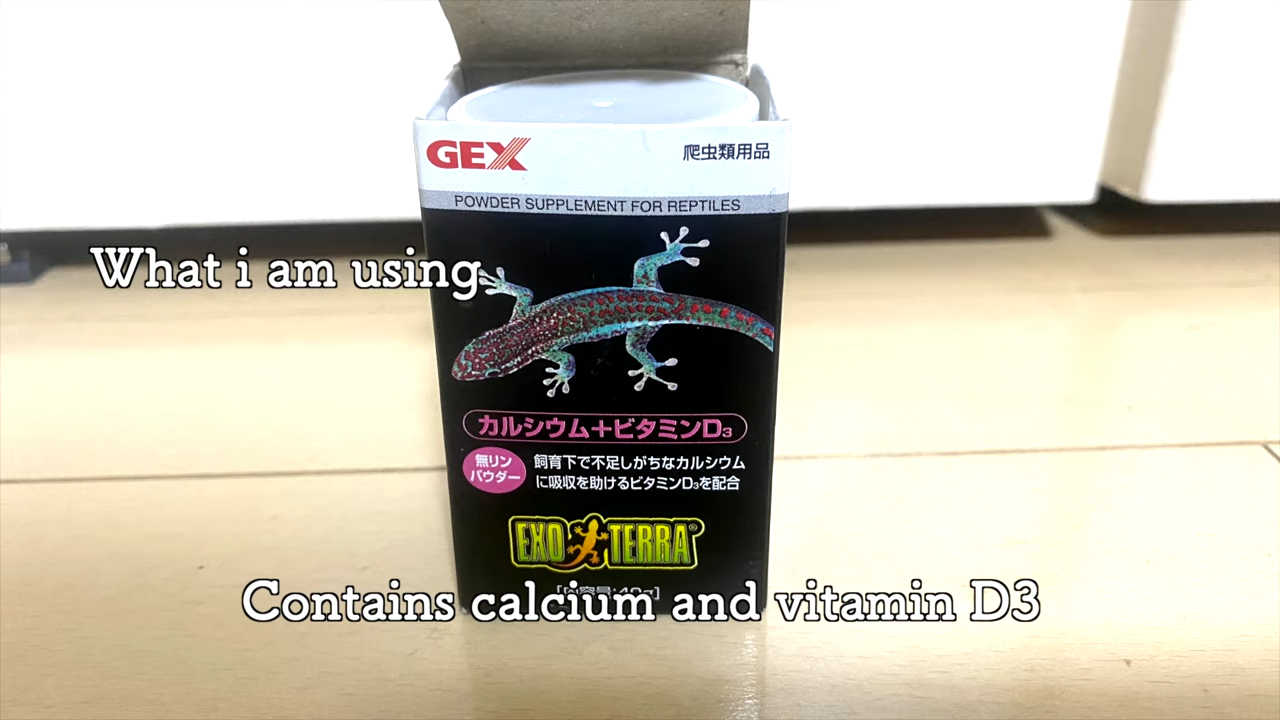 GEX
爬虫類用品
POWDER SUPPLEMENT FOR REPTILES
What i am using
カルシウム+ビタミンD3
無リン
パウダー
飼育下で不足しがちなカルシウム
に吸収を助けるビタミンD3を配合
EXO TERRA®
Contains calcium and vitamin D3